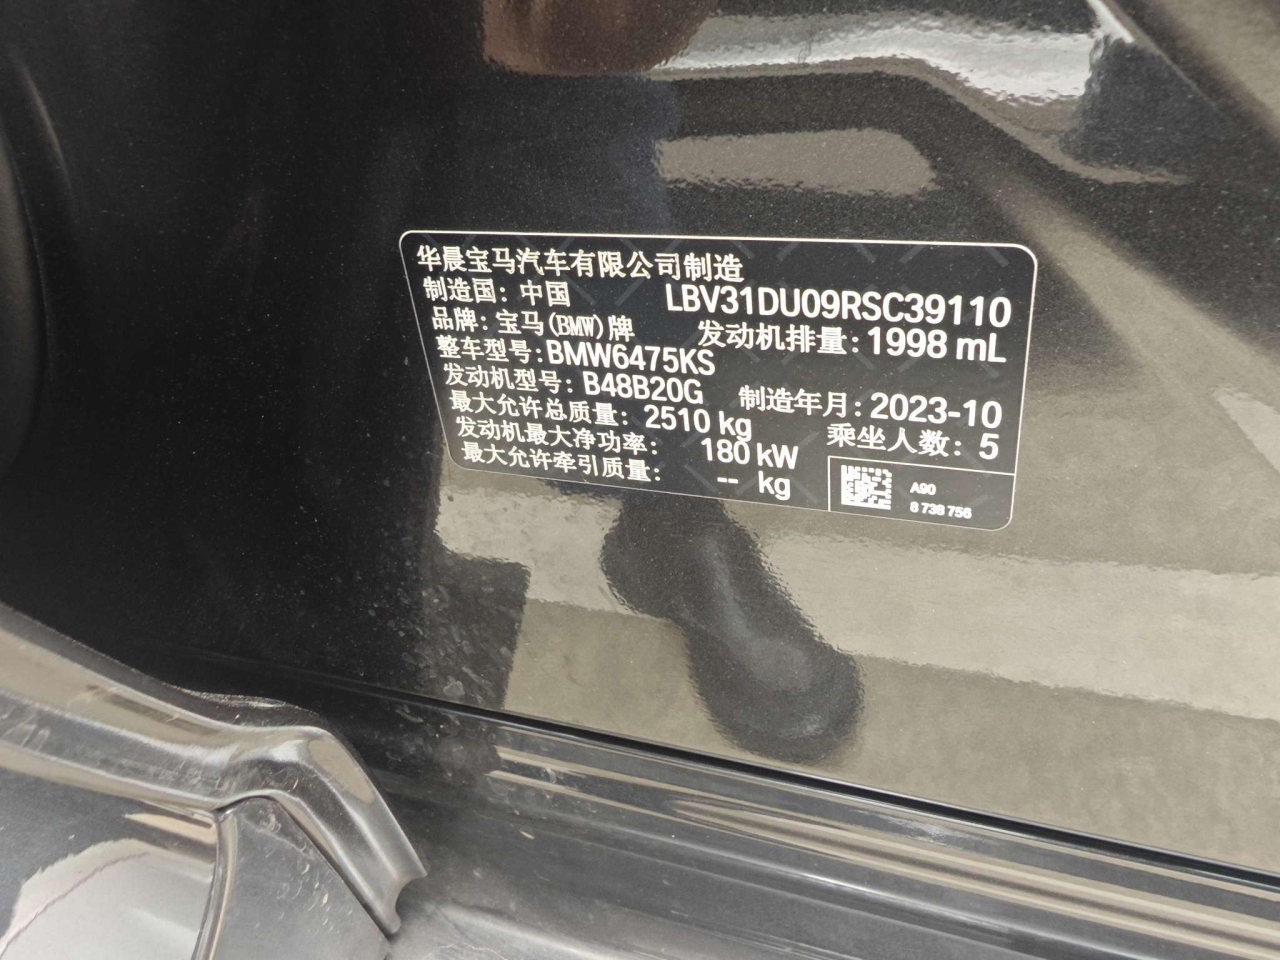 华晨宝马汽车有限公司制造
制造国：中国 LBV31DU09RSC39110
品牌：宝马(BMW)牌 发动机排量：1998 mL
整车型号：BMW6475KS
发动机型号：B48B20G 制造年月：2023-10
最大允许总质量：2510 kg 乘坐人数：5
发动机最大净功率：180 kW
最大允许牵引质量：-- kg
A90
8 738 756